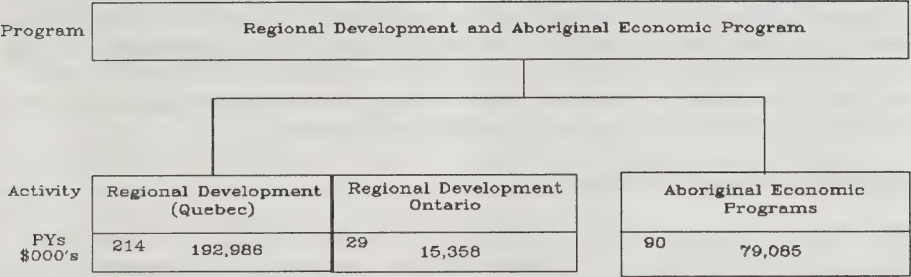 Program
Regional Development and Aboriginal Economic Program
Activity
Regional Development
(Quebec)
Regional Development
Ontario
Aboriginal Economic
Programs
PYs
$000's
214 192,986
29 15,358
90 79,085